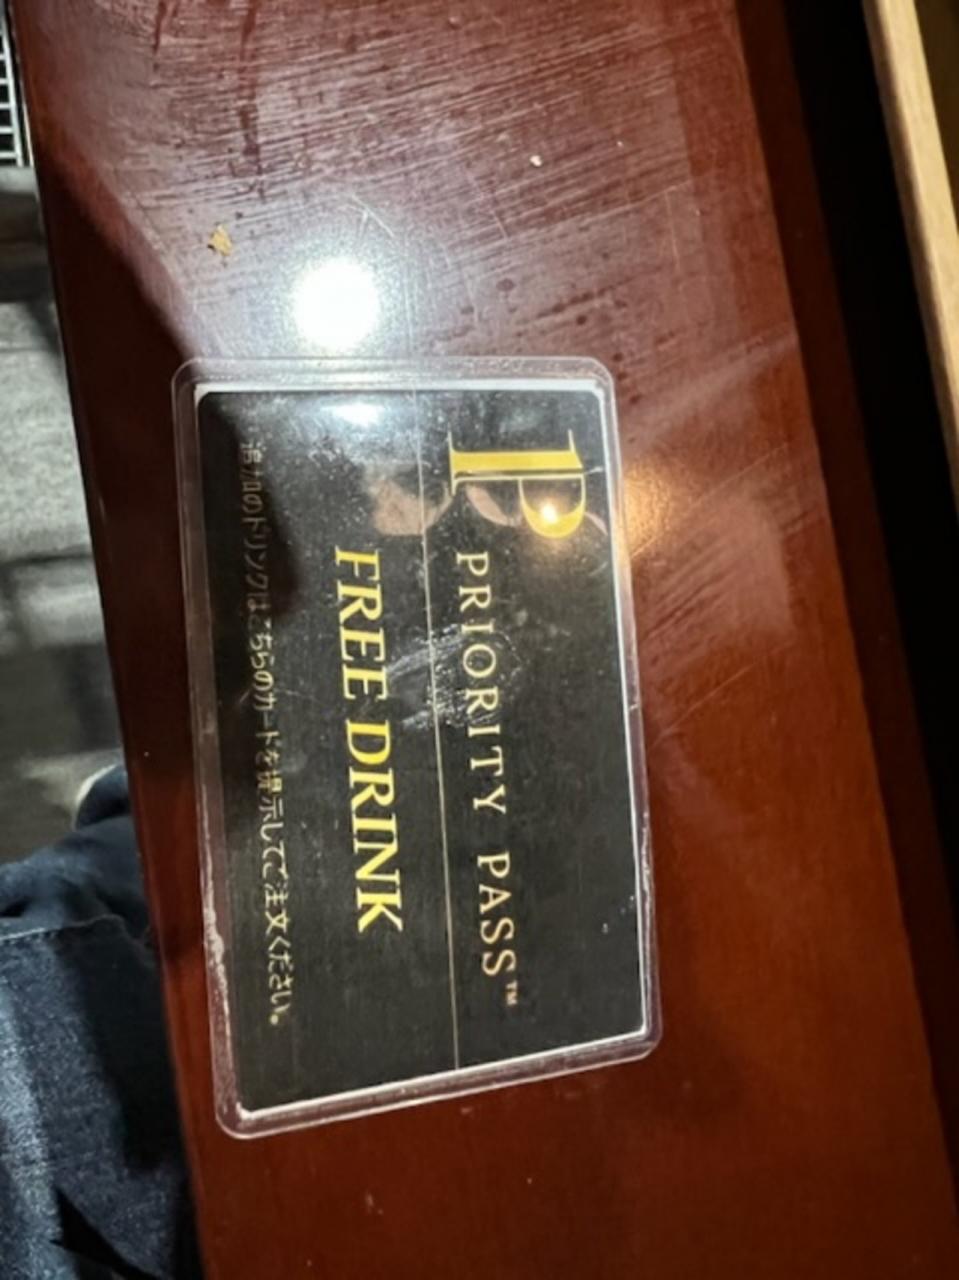 P
PRIORITY PASS™
FREE DRINK
追加のドリンクはこちらのカードを提示してご注文ください。